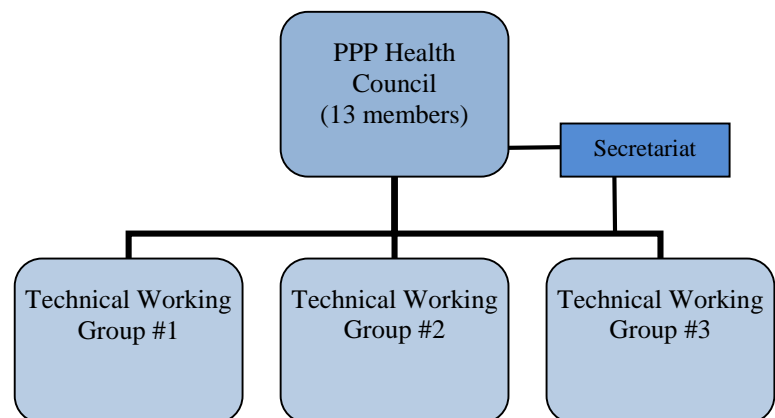 PPP Health
Council
(13 members)
Secretariat
Technical Working
Group #1
Technical Working
Group #2
Technical Working
Group #3